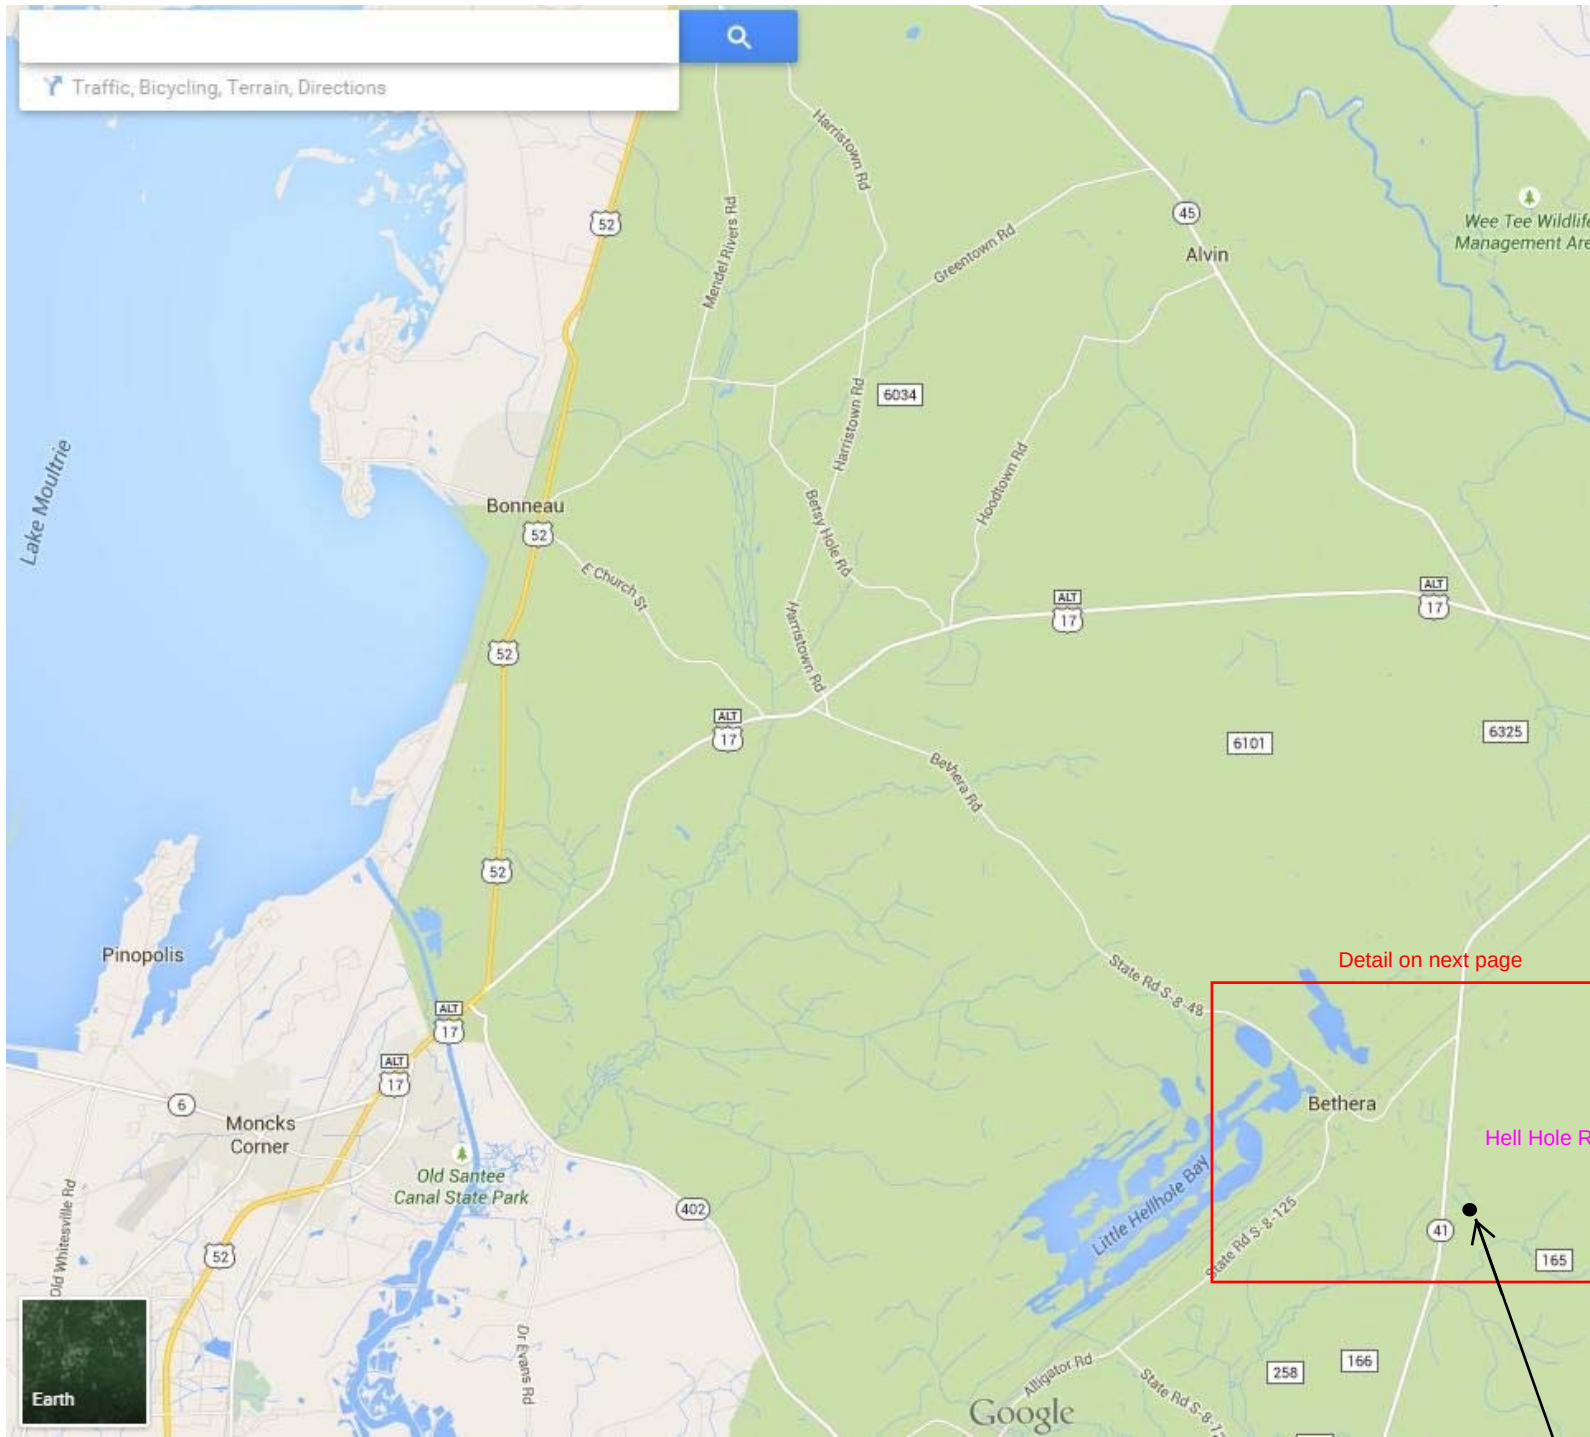 Traffic, Bicycling, Terrain, Directions
Harristown Rd
52
Mendel Rivers Rd
45
Wee Tee Wildlife
Management Are
Greentown Rd
Alvin
6034
Harristown Rd
Lake Moultrie
Bonneau
52
Hoodtown Rd
Betsy Hole Rd
E Church St
ALT
17
ALT
17
Harristown Rd
52
ALT
17
6101
6325
Bethera Rd
52
Pinopolis
Detail on next page
State Rd S-8-48
ALT
17
ALT
17
6
Moncks
Corner
Bethera
Hell Hole R
Old Santee
Canal State Park
402
Little Hellhole Bay
Old Whitesville Rd
State Rd S-8-125
41
52
165
Dr Evans Rd
Alligator Rd
258
166
State Rd S-8-12
Earth
Google